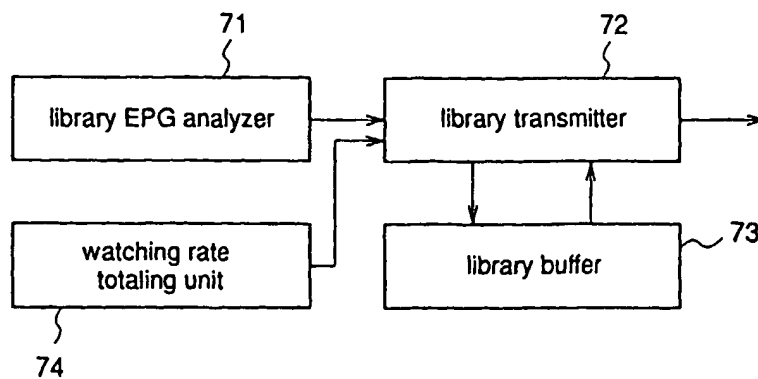 71
72
library EPG analyzer
library transmitter
watching rate
totaling unit
library buffer
73
74